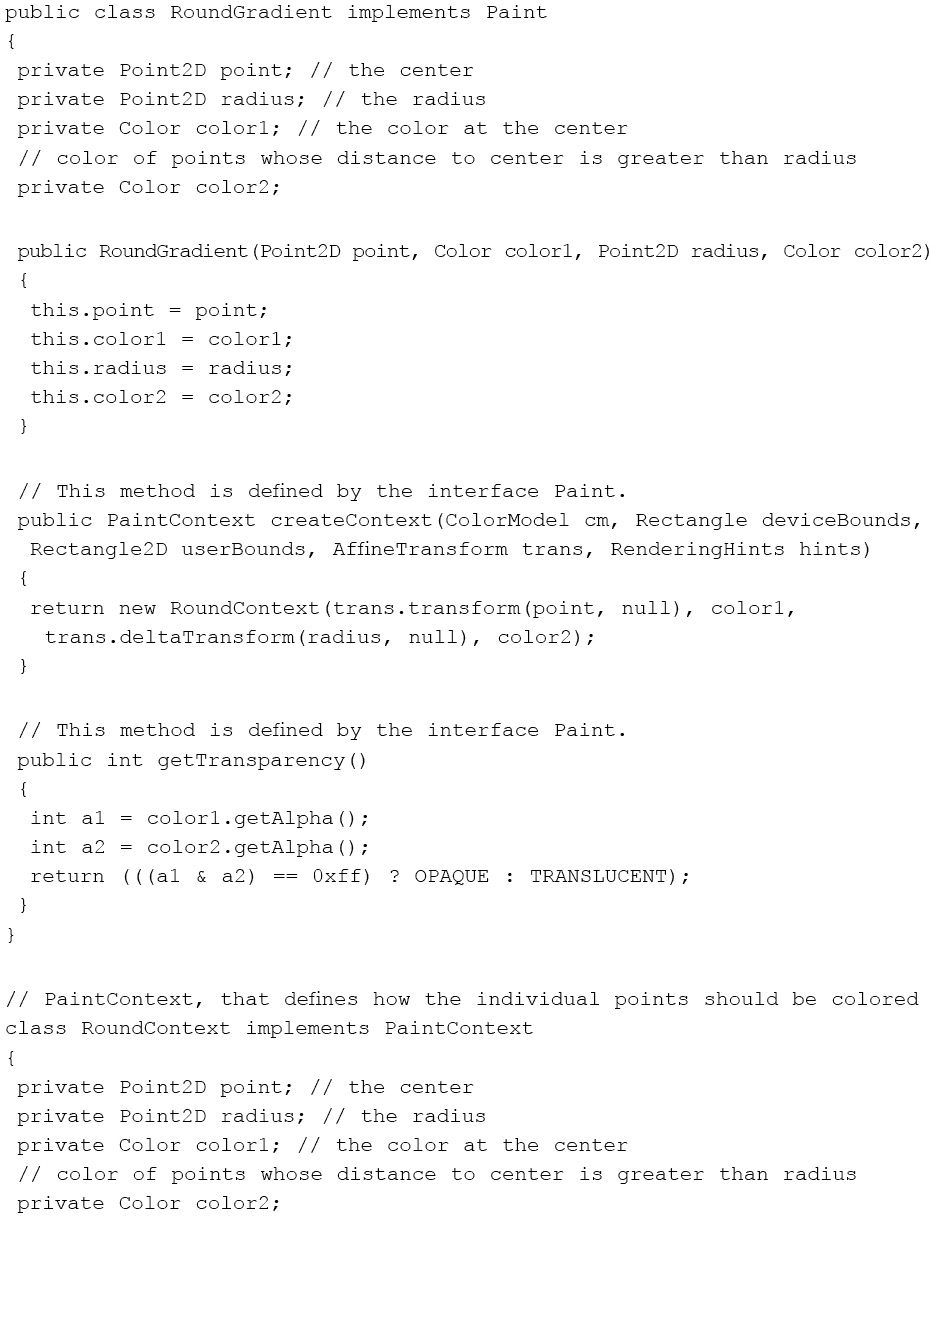 public class RoundGradient implements Paint
{
private Point2D point; // the center
private Point2D radius; // the radius
private Color color1; // the color at the center
// color of points whose distance to center is greater than radius
private Color color2;
public RoundGradient(Point2D point, Color color1, Point2D radius, Color color2)
{
this.point = point;
this.color1 = color1;
this.radius = radius;
this.color2 = color2;
}
// This method is defined by the interface Paint.
public PaintContext createContext(ColorModel cm, Rectangle deviceBounds,
Rectangle2D userBounds, AffineTransform trans, RenderingHints hints)
{
return new RoundContext(trans.transform(point, null), color1,
trans.deltaTransform(radius, null), color2);
}
// This method is defined by the interface Paint.
public int getTransparency()
{
int a1 = color1.getAlpha();
int a2 = color2.getAlpha();
return (((a1 & a2) == 0xff) ? OPAQUE : TRANSLUCENT);
}
}
// PaintContext, that defines how the individual points should be colored
class RoundContext implements PaintContext
{
private Point2D point; // the center
private Point2D radius; // the radius
private Color color1; // the color at the center
// color of points whose distance to center is greater than radius
private Color color2;